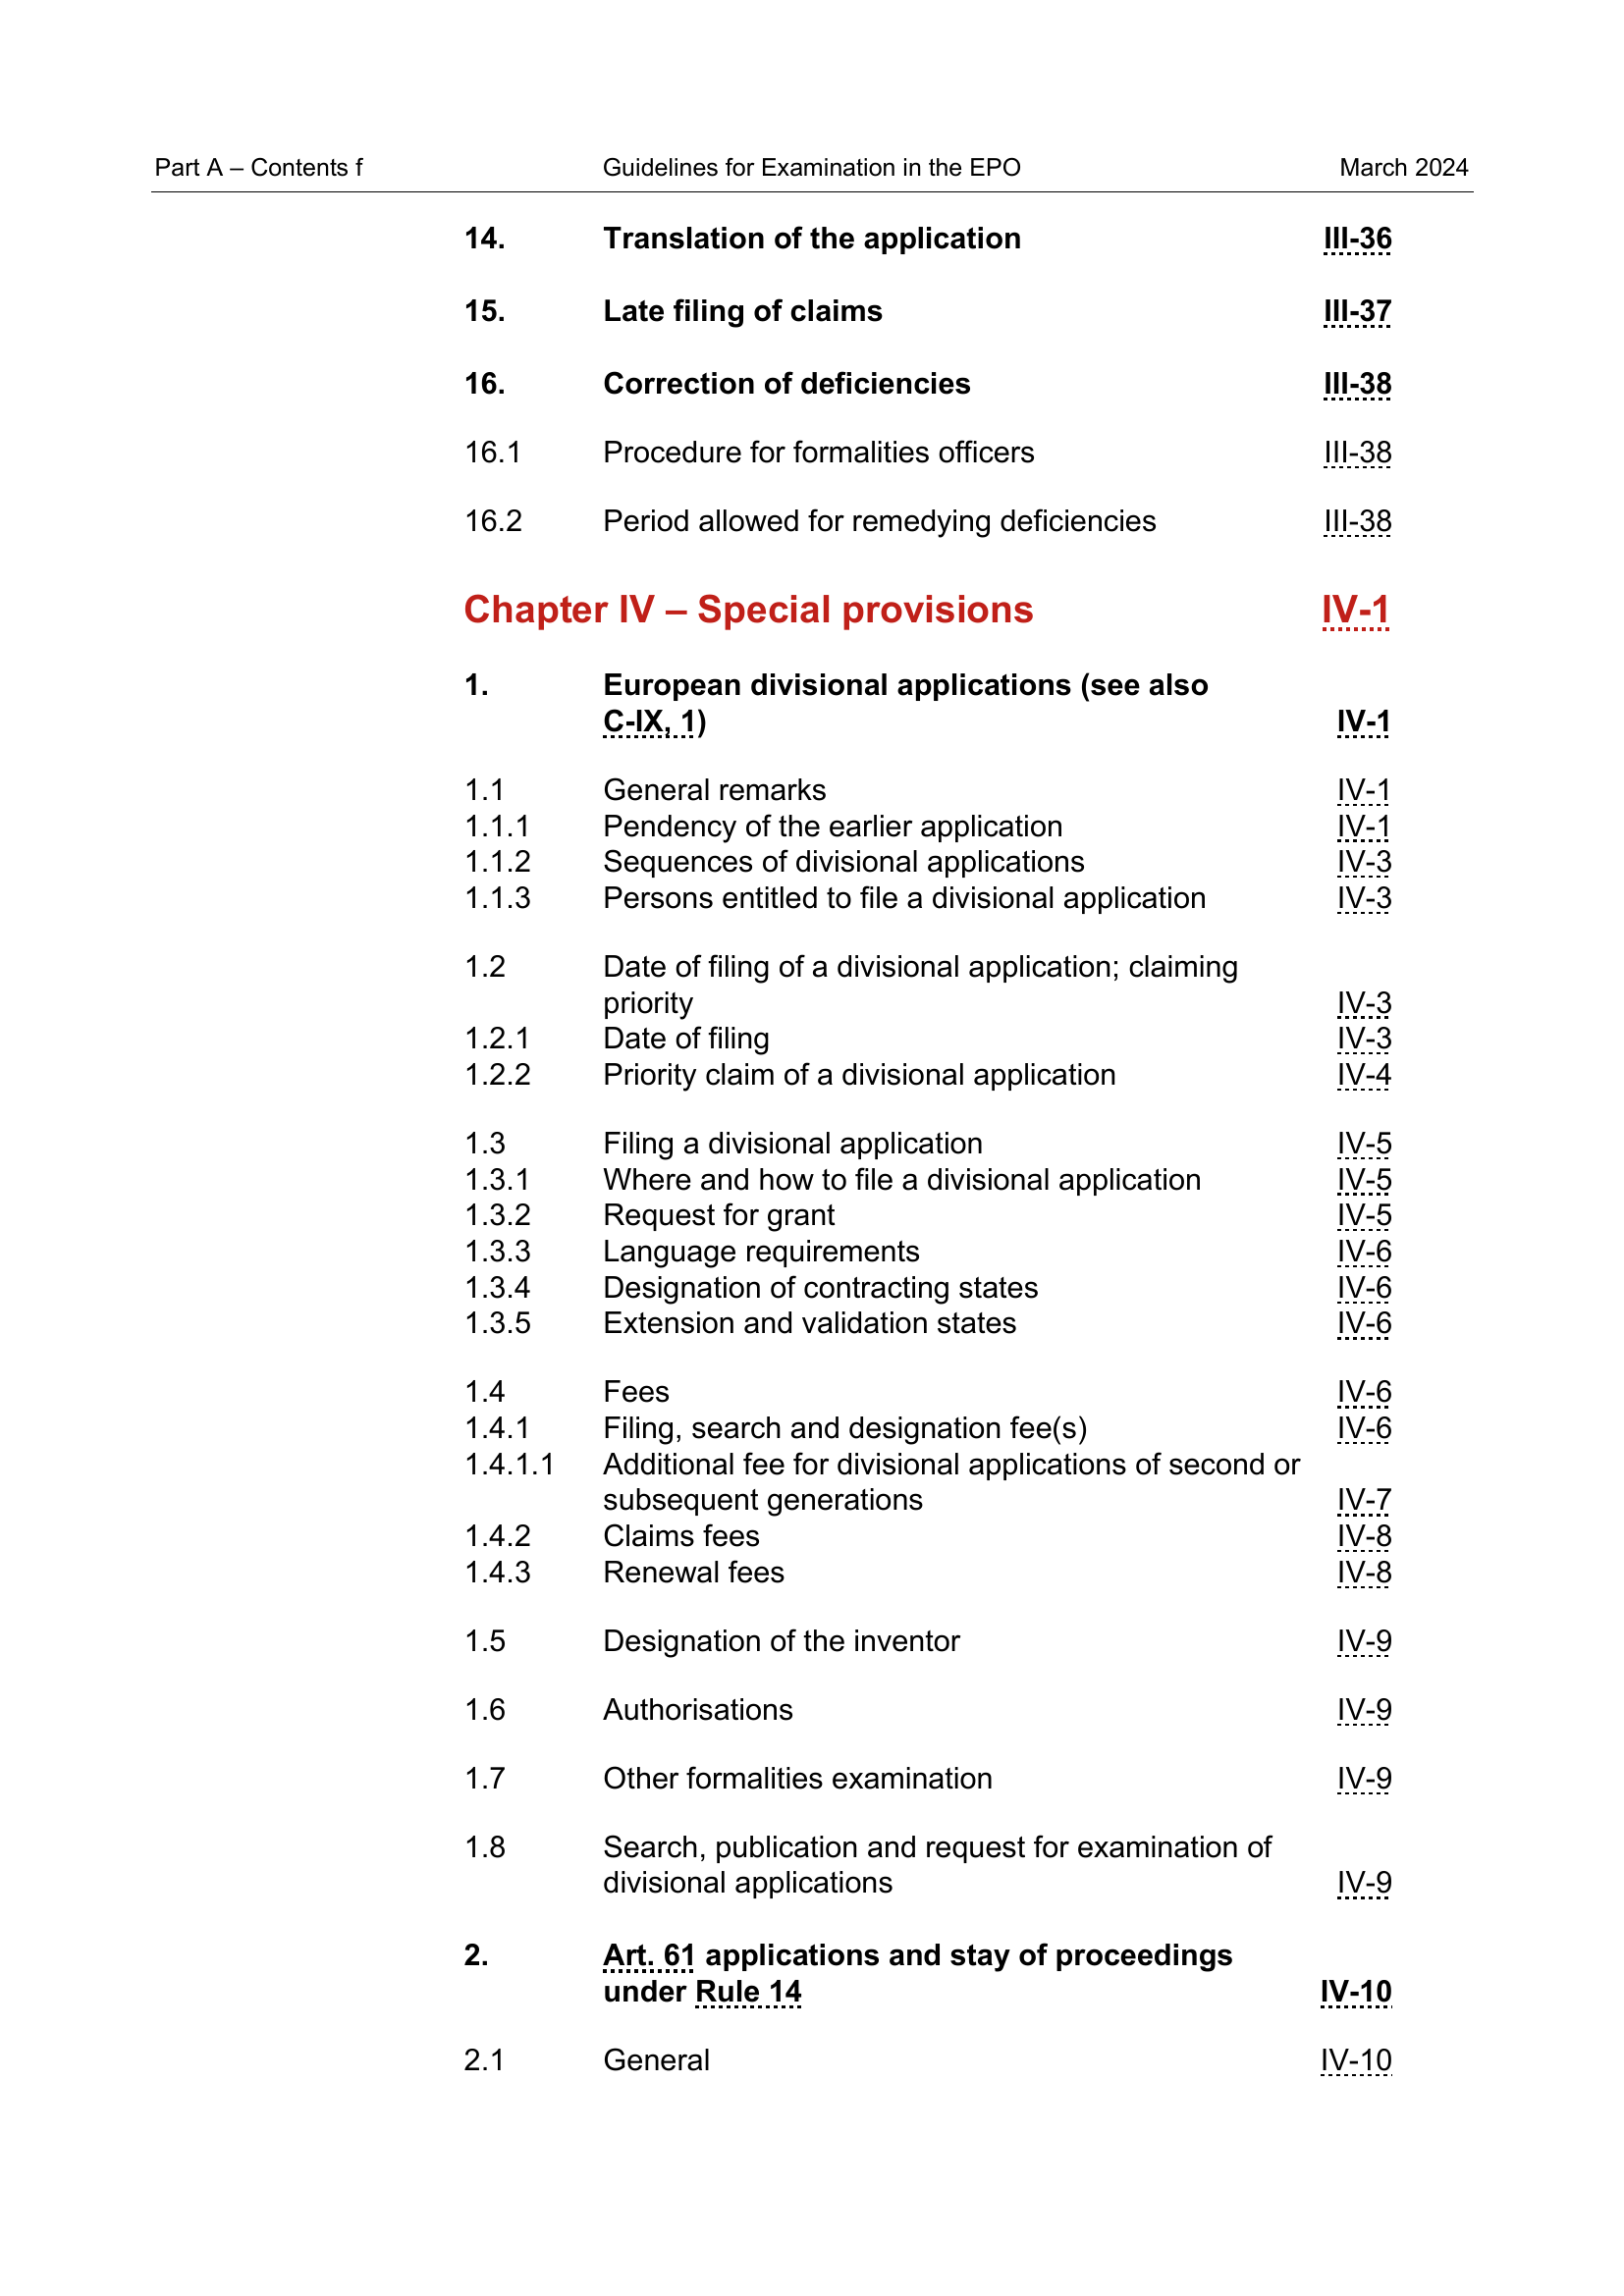 Part A – Contents f Guidelines for Examination in the EPO March 2024
14. Translation of the application III-36
15. Late filing of claims III-37
16. Correction of deficiencies III-38
16.1 Procedure for formalities officers III-38
16.2 Period allowed for remedying deficiencies III-38
Chapter IV – Special provisions IV-1
1. European divisional applications (see also
C-IX, 1) IV-1
1.1 General remarks IV-1
1.1.1 Pendency of the earlier application IV-1
1.1.2 Sequences of divisional applications IV-3
1.1.3 Persons entitled to file a divisional application IV-3
1.2 Date of filing of a divisional application; claiming
priority IV-3
1.2.1 Date of filing IV-3
1.2.2 Priority claim of a divisional application IV-4
1.3 Filing a divisional application IV-5
1.3.1 Where and how to file a divisional application IV-5
1.3.2 Request for grant IV-5
1.3.3 Language requirements IV-6
1.3.4 Designation of contracting states IV-6
1.3.5 Extension and validation states IV-6
1.4 Fees IV-6
1.4.1 Filing, search and designation fee(s) IV-6
1.4.1.1 Additional fee for divisional applications of second or
subsequent generations IV-7
1.4.2 Claims fees IV-8
1.4.3 Renewal fees IV-8
1.5 Designation of the inventor IV-9
1.6 Authorisations IV-9
1.7 Other formalities examination IV-9
1.8 Search, publication and request for examination of
divisional applications IV-9
2. Art. 61 applications and stay of proceedings
under Rule 14 IV-10
2.1 General IV-10